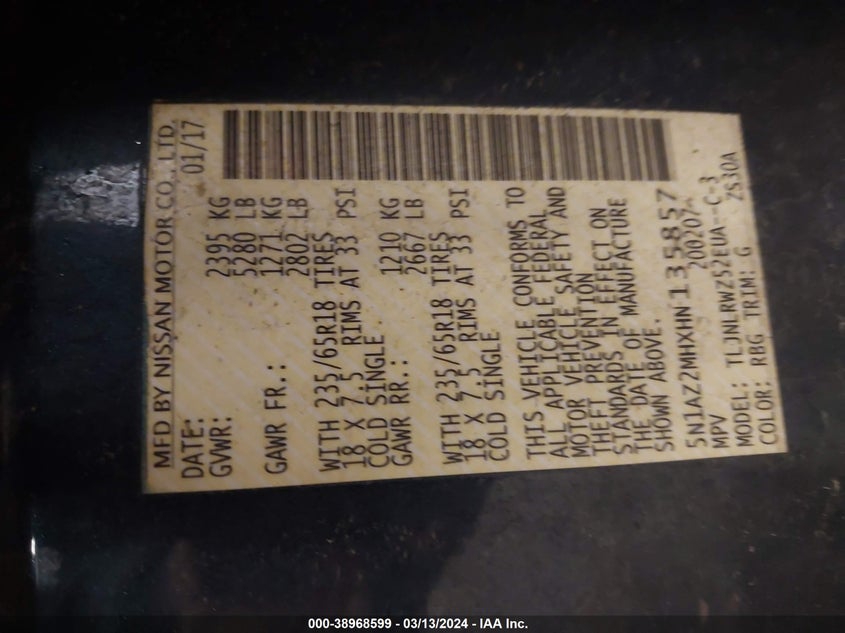 MFD BY NISSAN MOTOR CO., LTD.
DATE: 01/17
GVWR: 2395 KG
5280 LB
GAWR FR.: 1271 KG
2802 LB
WITH 235/65R18 TIRES
18 X 7.5 RIMS AT 33 PSI
COLD SINGLE
GAWR RR.: 1210 KG
2667 LB
WITH 235/65R18 TIRES
18 X 7.5 RIMS AT 33 PSI
COLD SINGLE
THIS VEHICLE CONFORMS TO
ALL APPLICABLE FEDERAL
MOTOR VEHICLE SAFETY AND
THEFT PREVENTION
STANDARDS IN EFFECT ON
THE DATE OF MANUFACTURE
SHOWN ABOVE.
5N1AZ2MHXHN135857
MPV 200207
MODEL: TLJNLRWZ52EUA--C-3
COLOR: RBG TRIM: G ZS30A
000-38968599 - 03/13/2024 - IAA Inc.